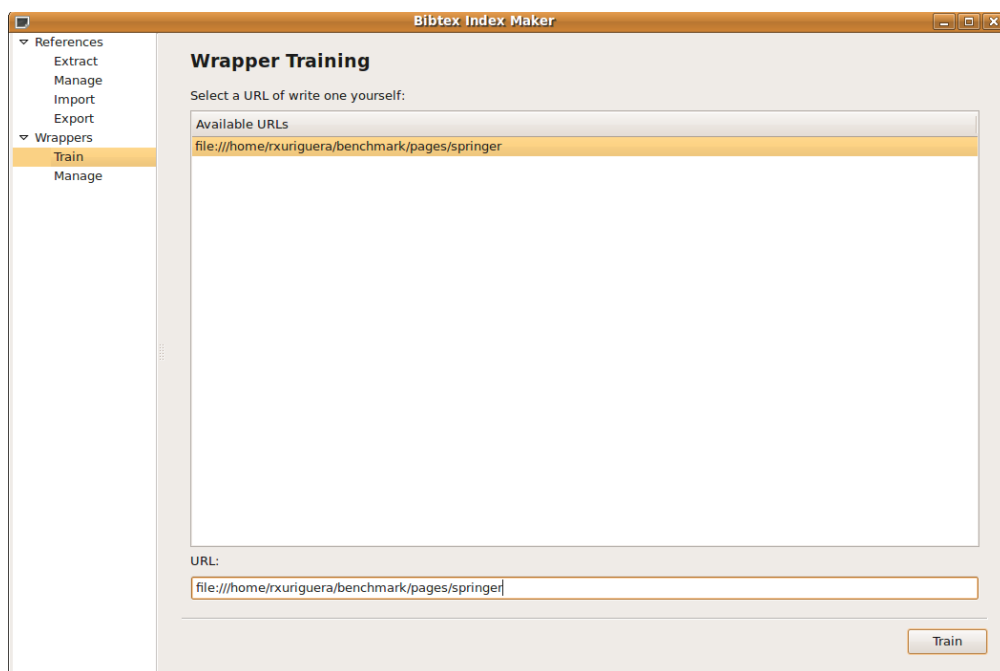 Bibtex Index Maker
References
Extract
Manage
Import
Export
Wrappers
Train
Manage
Wrapper Training
Select a URL of write one yourself:
Available URLs
file:///home/rxuriguera/benchmark/pages/springer
URL:
file:///home/rxuriguera/benchmark/pages/springer
Train